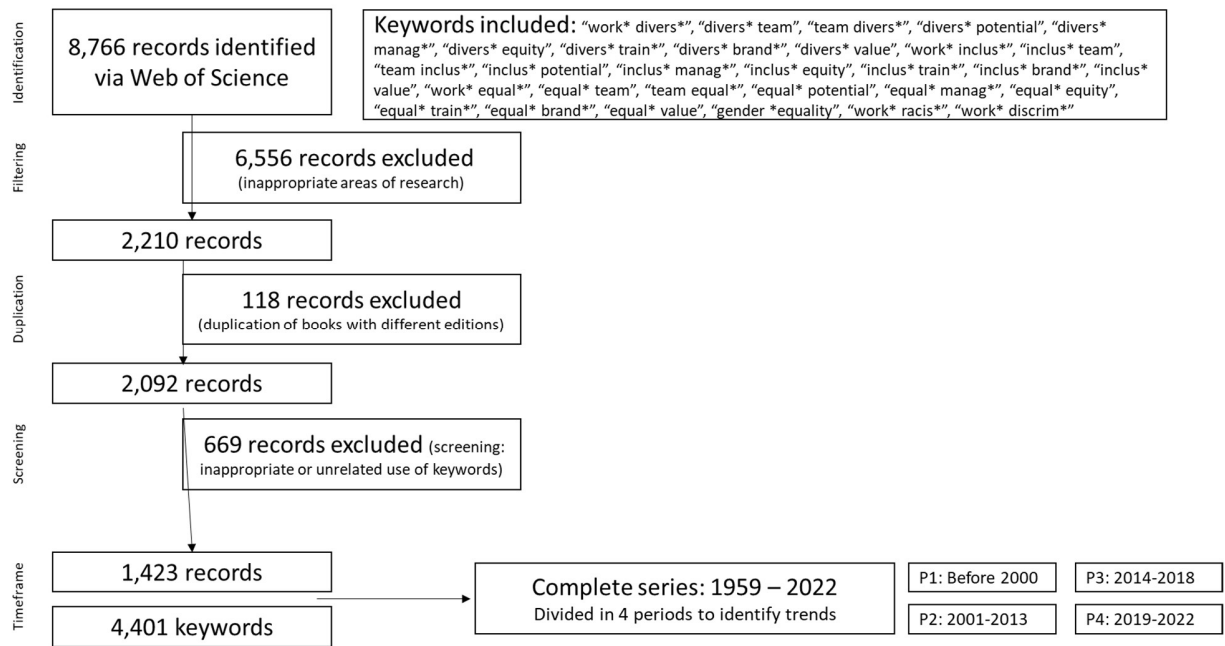 Identification
8,766 records identified
via Web of Science
Keywords included: “work* divers*”, “divers* team”, “team divers*”, “divers* potential”, “divers*
manag*”, “divers* equity”, “divers* train*”, “divers* brand*”, “divers* value”, “work* inclus*”, “inclus* team”,
“team inclus*”, “inclus* potential”, “inclus* manag*”, “inclus* equity”, “inclus* train*”, “inclus* brand*”, “inclus*
value”, “work* equal*”, “equal* team”, “team equal*”, “equal* potential”, “equal* manag*”, “equal* equity”,
“equal* train*”, “equal* brand*”, “equal* value”, “gender *equality”, “work* racis*”, “work* discrim*”
Filtering
6,556 records excluded
(inappropriate areas of research)
2,210 records
Duplication
118 records excluded
(duplication of books with different editions)
2,092 records
Screening
669 records excluded (screening:
inappropriate or unrelated use of keywords)
Timeframe
1,423 records
4,401 keywords
Complete series: 1959 – 2022
Divided in 4 periods to identify trends
P1: Before 2000
P3: 2014-2018
P2: 2001-2013
P4: 2019-2022